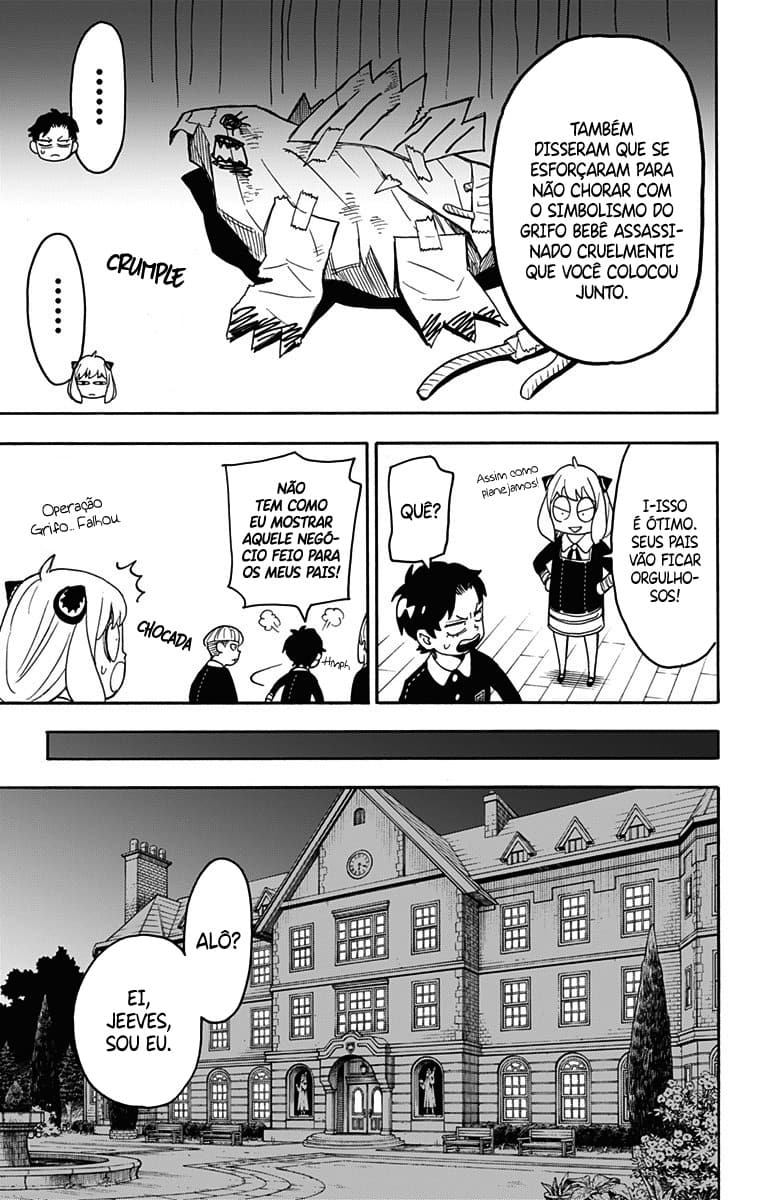 TAMBÉM
DISSERAM QUE SE
ESFORÇARAM PARA
NÃO CHORAR COM
O SIMBOLISMO DO
GRIFO BEBÊ ASSASSI-
NADO CRUELMENTE
QUE VOCÊ COLOCOU
JUNTO.
......
CRUMPLE
......
I-ISSO
É ÓTIMO.
SEUS PAIS
VÃO FICAR
ORGULHO-
SOS!
Assim como
planejamos!
QUÊ?
NÃO
TEM COMO
EU MOSTRAR
AQUELE NEGÓ-
CIO FEIO PARA
OS MEUS PAIS!
Hmph
CHOCADA
Operação
Grifo... Falhou
ALÔ?
EI,
JEEVES,
SOU EU.